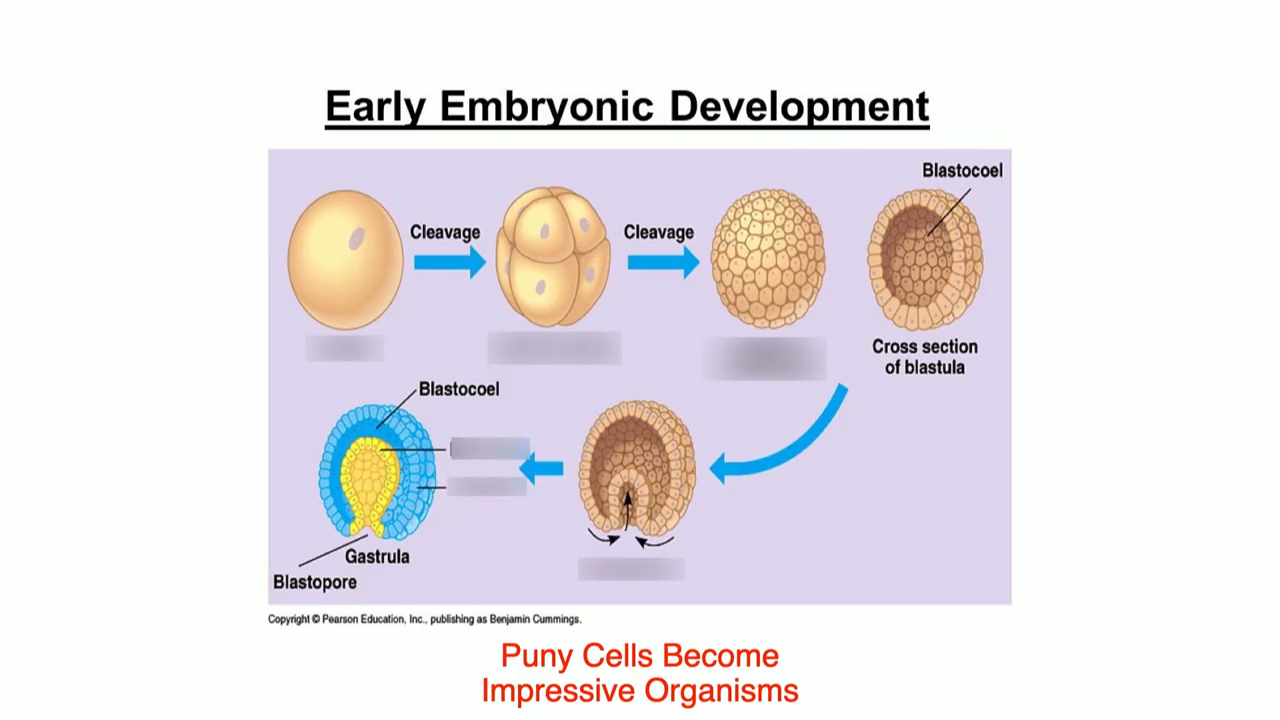 Early Embryonic Development
Blastocoel
Cleavage
Cleavage
Cross section
of blastula
Blastocoel
Gastrula
Blastopore
Copyright © Pearson Education, Inc., publishing as Benjamin Cummings.
Puny Cells Become
Impressive Organisms